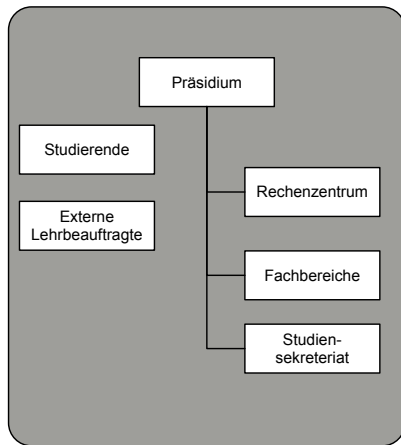 Präsidium
Studierende
Externe
Lehrbeauftragte
Rechenzentrum
Fachbereiche
Studien-
sekreteriat